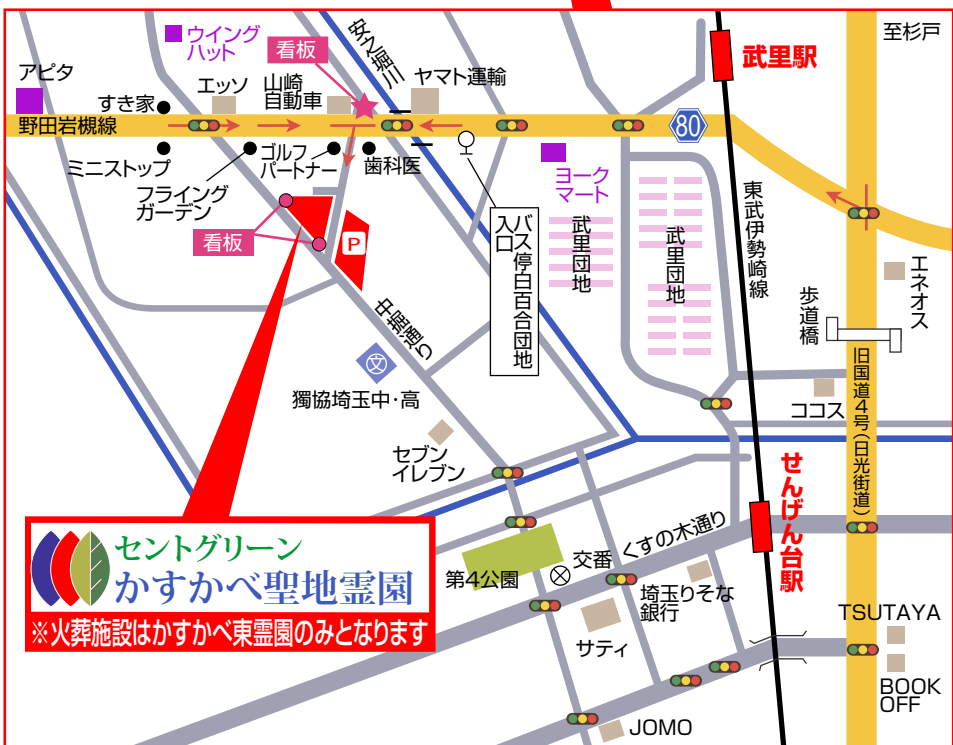 ウイング
ハット
看板
安之堀川
ヤマト運輸
武里駅
至杉戸
アピタ
エッソ
山崎
自動車
すき家
野田岩槻線
80
ミニストップ
フライング
ガーデン
ゴルフ
パートナー
歯科医
ヨーク
マート
看板
P
バス停白百合団地
入口
武里団地
武里団地
東武伊勢崎線
エネオス
歩道橋
中堀通り
文
獨協埼玉中・高
セブン
イレブン
ココス
旧国道4号(日光街道)
せんげん台駅
セントグリーン
かすかべ聖地霊園
※火葬施設はかすかべ東霊園のみとなります
第4公園
交番
くすの木通り
埼玉りそな
銀行
サティ
TSUTAYA
BOOK
OFF
JOMO